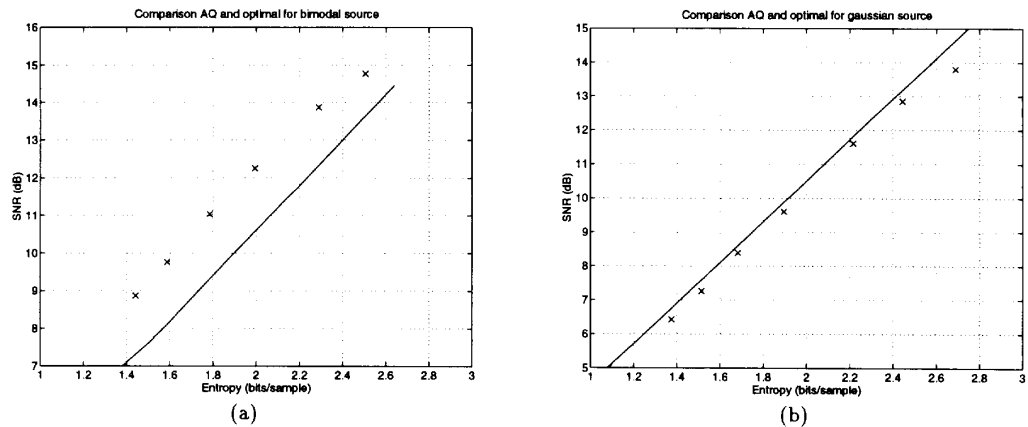 Comparison AQ and optimal for bimodal source
16
15
14
13
12
11
10
9
8
7
SNR (dB)
1 1.2 1.4 1.6 1.8 2 2.2 2.4 2.6 2.8 3
Entropy (bits/sample)
(a)
Comparison AQ and optimal for gaussian source
15
14
13
12
11
10
9
8
7
6
5
SNR (dB)
1 1.2 1.4 1.6 1.8 2 2.2 2.4 2.6 2.8 3
Entropy (bits/sample)
(b)